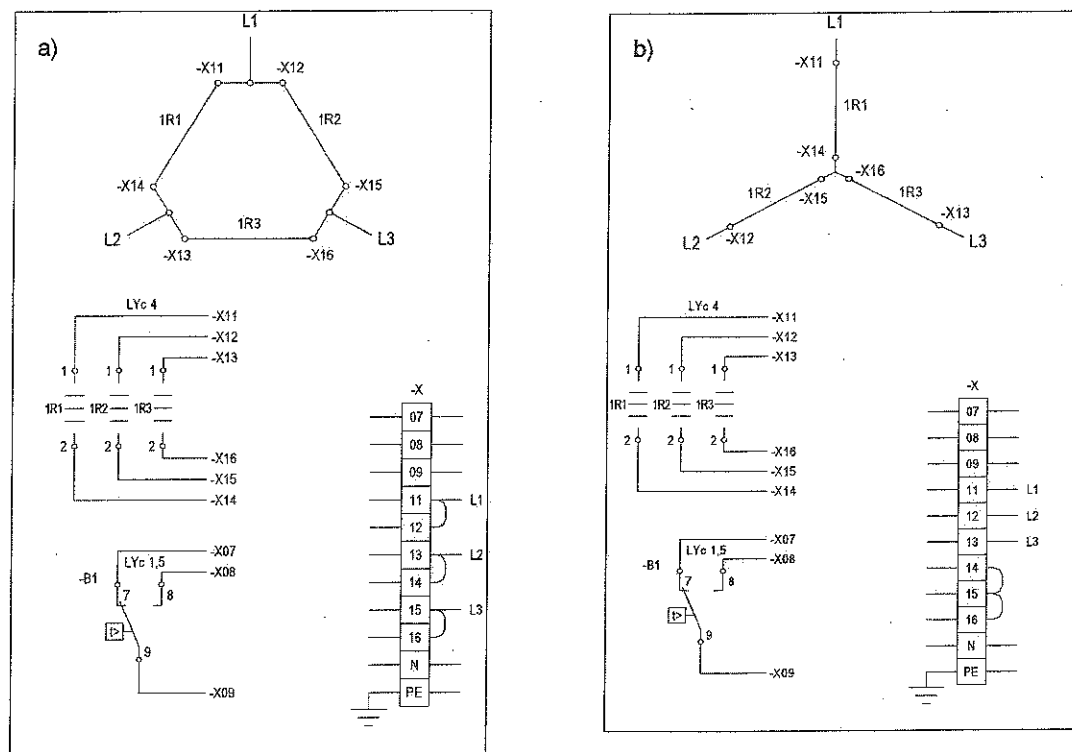 a)
L1
-X11
-X12
1R1
1R2
-X14
-X15
L2
1R3
L3
-X13
-X16
LYc 4
-X11
-X12
-X13
1
1
1
1R1
1R2
1R3
2
2
2
-X16
-X15
-X14
-X
07
08
09
11
L1
12
13
L2
14
15
L3
16
N
PE
-X07
LYc 1,5
-X08
-B1
7
8
t>
9
-X09
b)
L1
-X11
1R1
-X14
-X16
1R2
1R3
-X15
-X13
L2
-X12
L3
LYc 4
-X11
-X12
-X13
1
1
1
1R1
1R2
1R3
2
2
2
-X16
-X15
-X14
-X
07
08
09
11
L1
12
L2
13
L3
14
15
16
N
PE
-X07
LYc 1,5
-X08
-B1
7
8
t>
9
-X09